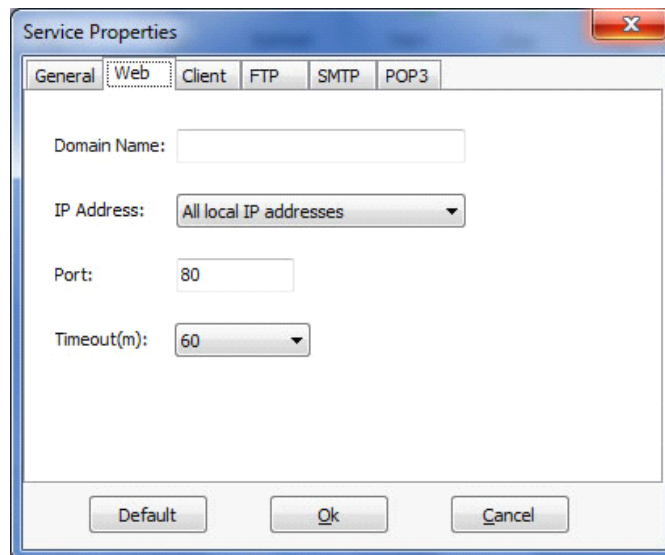 Service Properties
General Web Client FTP SMTP POP3
Domain Name:
IP Address: All local IP addresses
Port: 80
Timeout(m): 60
Default Ok Cancel